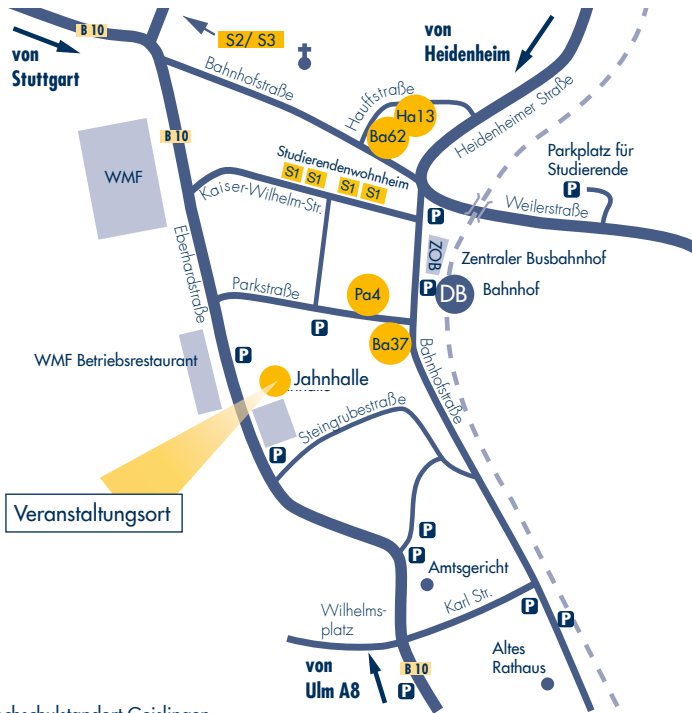 B 10
von
Stuttgart
S2/ S3
von
Heidenheim
Bahnhofstraße
Hauffstraße
Ha13
Ba62
Heidenheimer Straße
B 10
WMF
Studierendenwohnheim
S1 S1 S1 S1
Kaiser-Wilhelm-Str.
Parkplatz für
Studierende
P
Weilerstraße
P
ZOB
Zentraler Busbahnhof
P
DB
Bahnhof
Eberhardstraße
Parkstraße
Pa4
P
Ba37
Bahnhofstraße
WMF Betriebsrestaurant
P
Jahnhalle
Steingrubestraße
P
Veranstaltungsort
P
P
Amtsgericht
Karl Str.
Wilhelms-
platz
P
P
Altes
Rathaus
von
Ulm A8
B 10
P